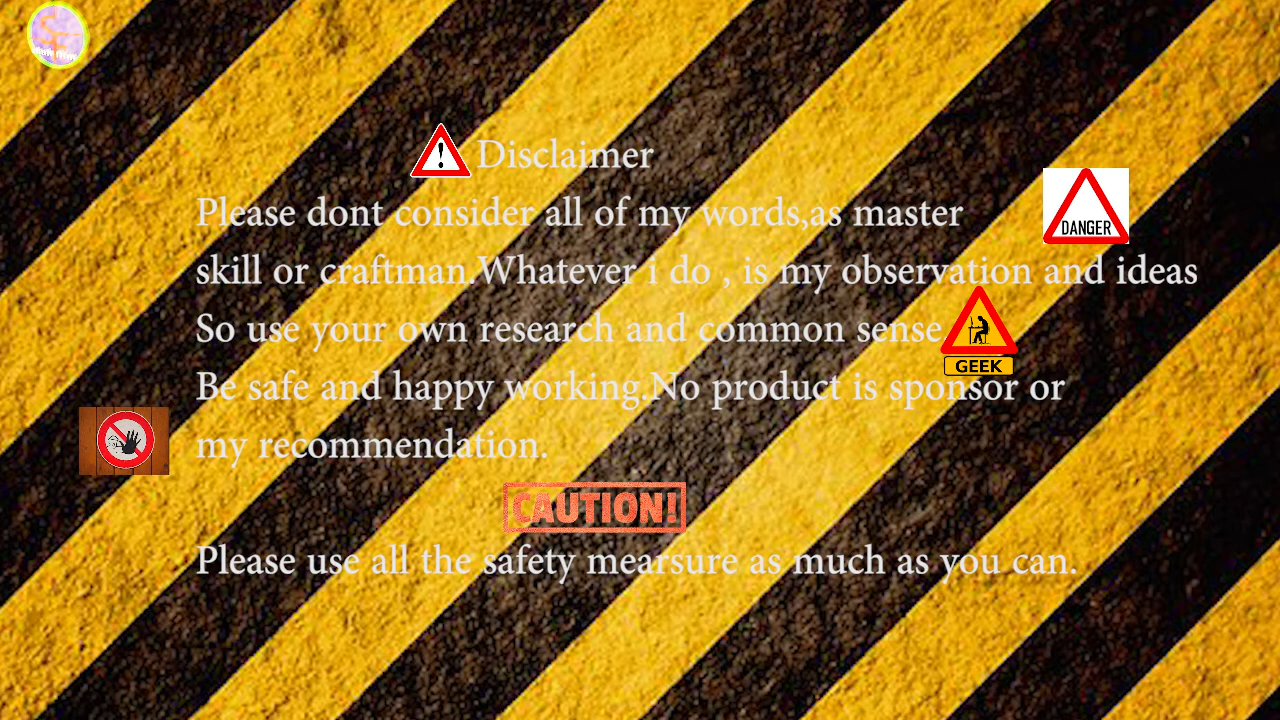 Disclaimer
Please dont consider all of my words,as master
DANGER
skill or craftman.Whatever i do , is my observation and ideas
So use your own research and common sense
GEEK
Be safe and happy working.No product is sponsor or
my recommendation.
CAUTION!
Please use all the safety mearsure as much as you can.